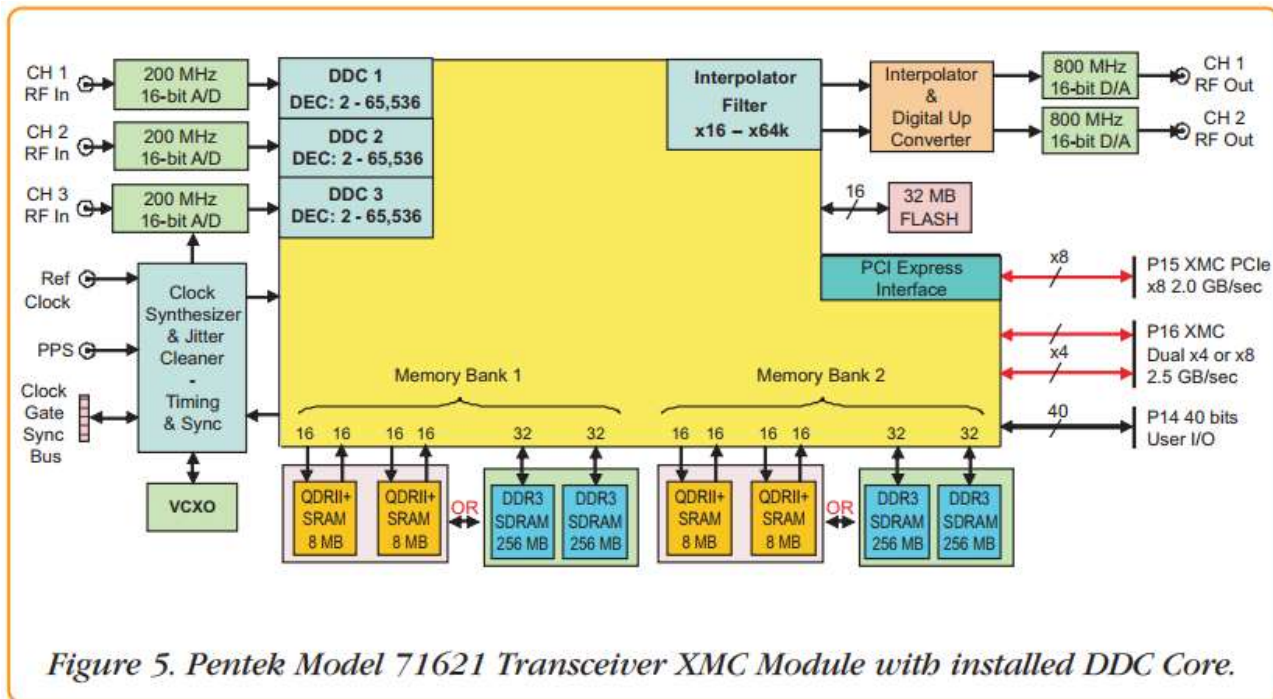 CH 1
RF In
200 MHz
16-bit A/D
DDC 1
DEC: 2 - 65,536
CH 2
RF In
200 MHz
16-bit A/D
DDC 2
DEC: 2 - 65,536
CH 3
RF In
200 MHz
16-bit A/D
DDC 3
DEC: 2 - 65,536
Interpolator
Filter
x16 – x64k
Interpolator
&
Digital Up
Converter
800 MHz
16-bit D/A
CH 1
RF Out
800 MHz
16-bit D/A
CH 2
RF Out
16
32 MB
FLASH
Ref
Clock
PPS
Clock
Gate
Sync
Bus
Clock
Synthesizer
& Jitter
Cleaner
-
Timing
& Sync
VCXO
PCI Express
Interface
x8
P15 XMC PCIe
x8 2.0 GB/sec
x4
P16 XMC
Dual x4 or x8
2.5 GB/sec
40
P14 40 bits
User I/O
Memory Bank 1
16 16 16 16 32 32
QDRII+
SRAM
8 MB
QDRII+
SRAM
8 MB
OR
DDR3
SDRAM
256 MB
DDR3
SDRAM
256 MB
Memory Bank 2
16 16 16 16 32 32
QDRII+
SRAM
8 MB
QDRII+
SRAM
8 MB
OR
DDR3
SDRAM
256 MB
DDR3
SDRAM
256 MB
Figure 5. Pentek Model 71621 Transceiver XMC Module with installed DDC Core.